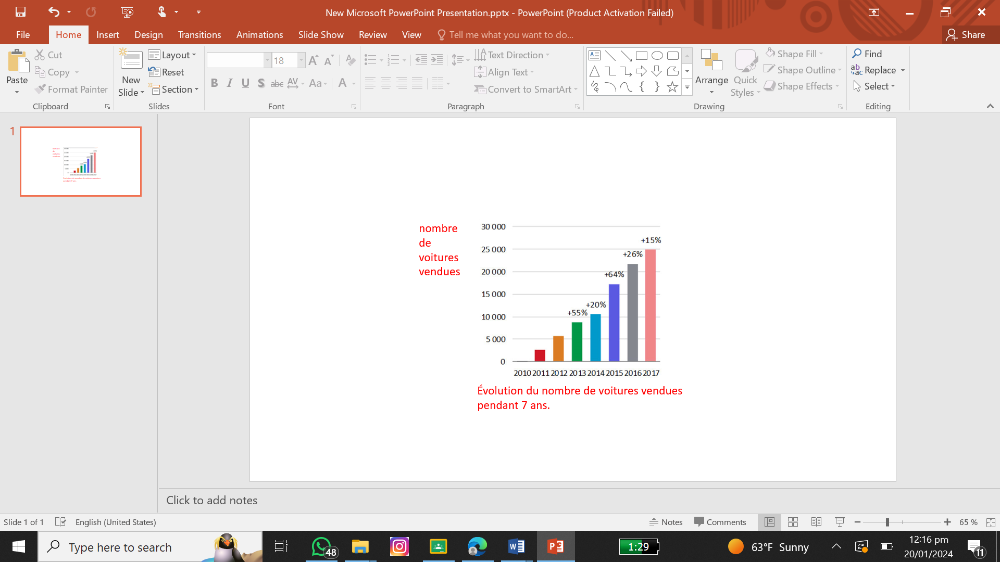 New Microsoft PowerPoint Presentation.pptx - PowerPoint (Product Activation Failed)
File Home Insert Design Transitions Animations Slide Show Review View Tell me what you want to do... Share
Paste
Cut
Copy
Format Painter
Clipboard
New Slide
Layout
Reset
Section
Slides
18
B I U S abc AV Aa A
Font
Text Direction
Align Text
Convert to SmartArt
Paragraph
Arrange
Quick Styles
Shape Fill
Shape Outline
Shape Effects
Drawing
Find
Replace
Select
Editing
1
nombre
de
voitures
vendues
30 000
25 000
20 000
15 000
10 000
5 000
0
+55%
+20%
+64%
+26%
+15%
2010 2011 2012 2013 2014 2015 2016 2017
Évolution du nombre de voitures vendues
pendant 7 ans.
Click to add notes
Slide 1 of 1 English (United States) Notes Comments 65 %
Type here to search
48
1:29
63°F Sunny
12:16 pm
20/01/2024
11